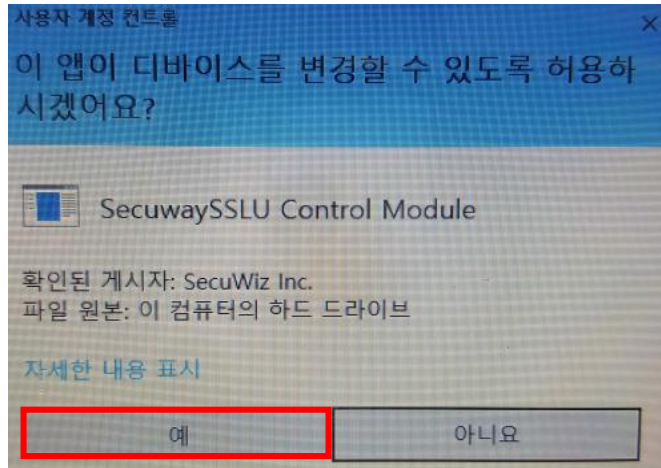 사용자 계정 컨트롤
이 앱이 디바이스를 변경할 수 있도록 허용하
시겠어요?
SecuwaySSLU Control Module
확인된 게시자: SecuWiz Inc.
파일 원본: 이 컴퓨터의 하드 드라이브
자세한 내용 표시
예
아니요